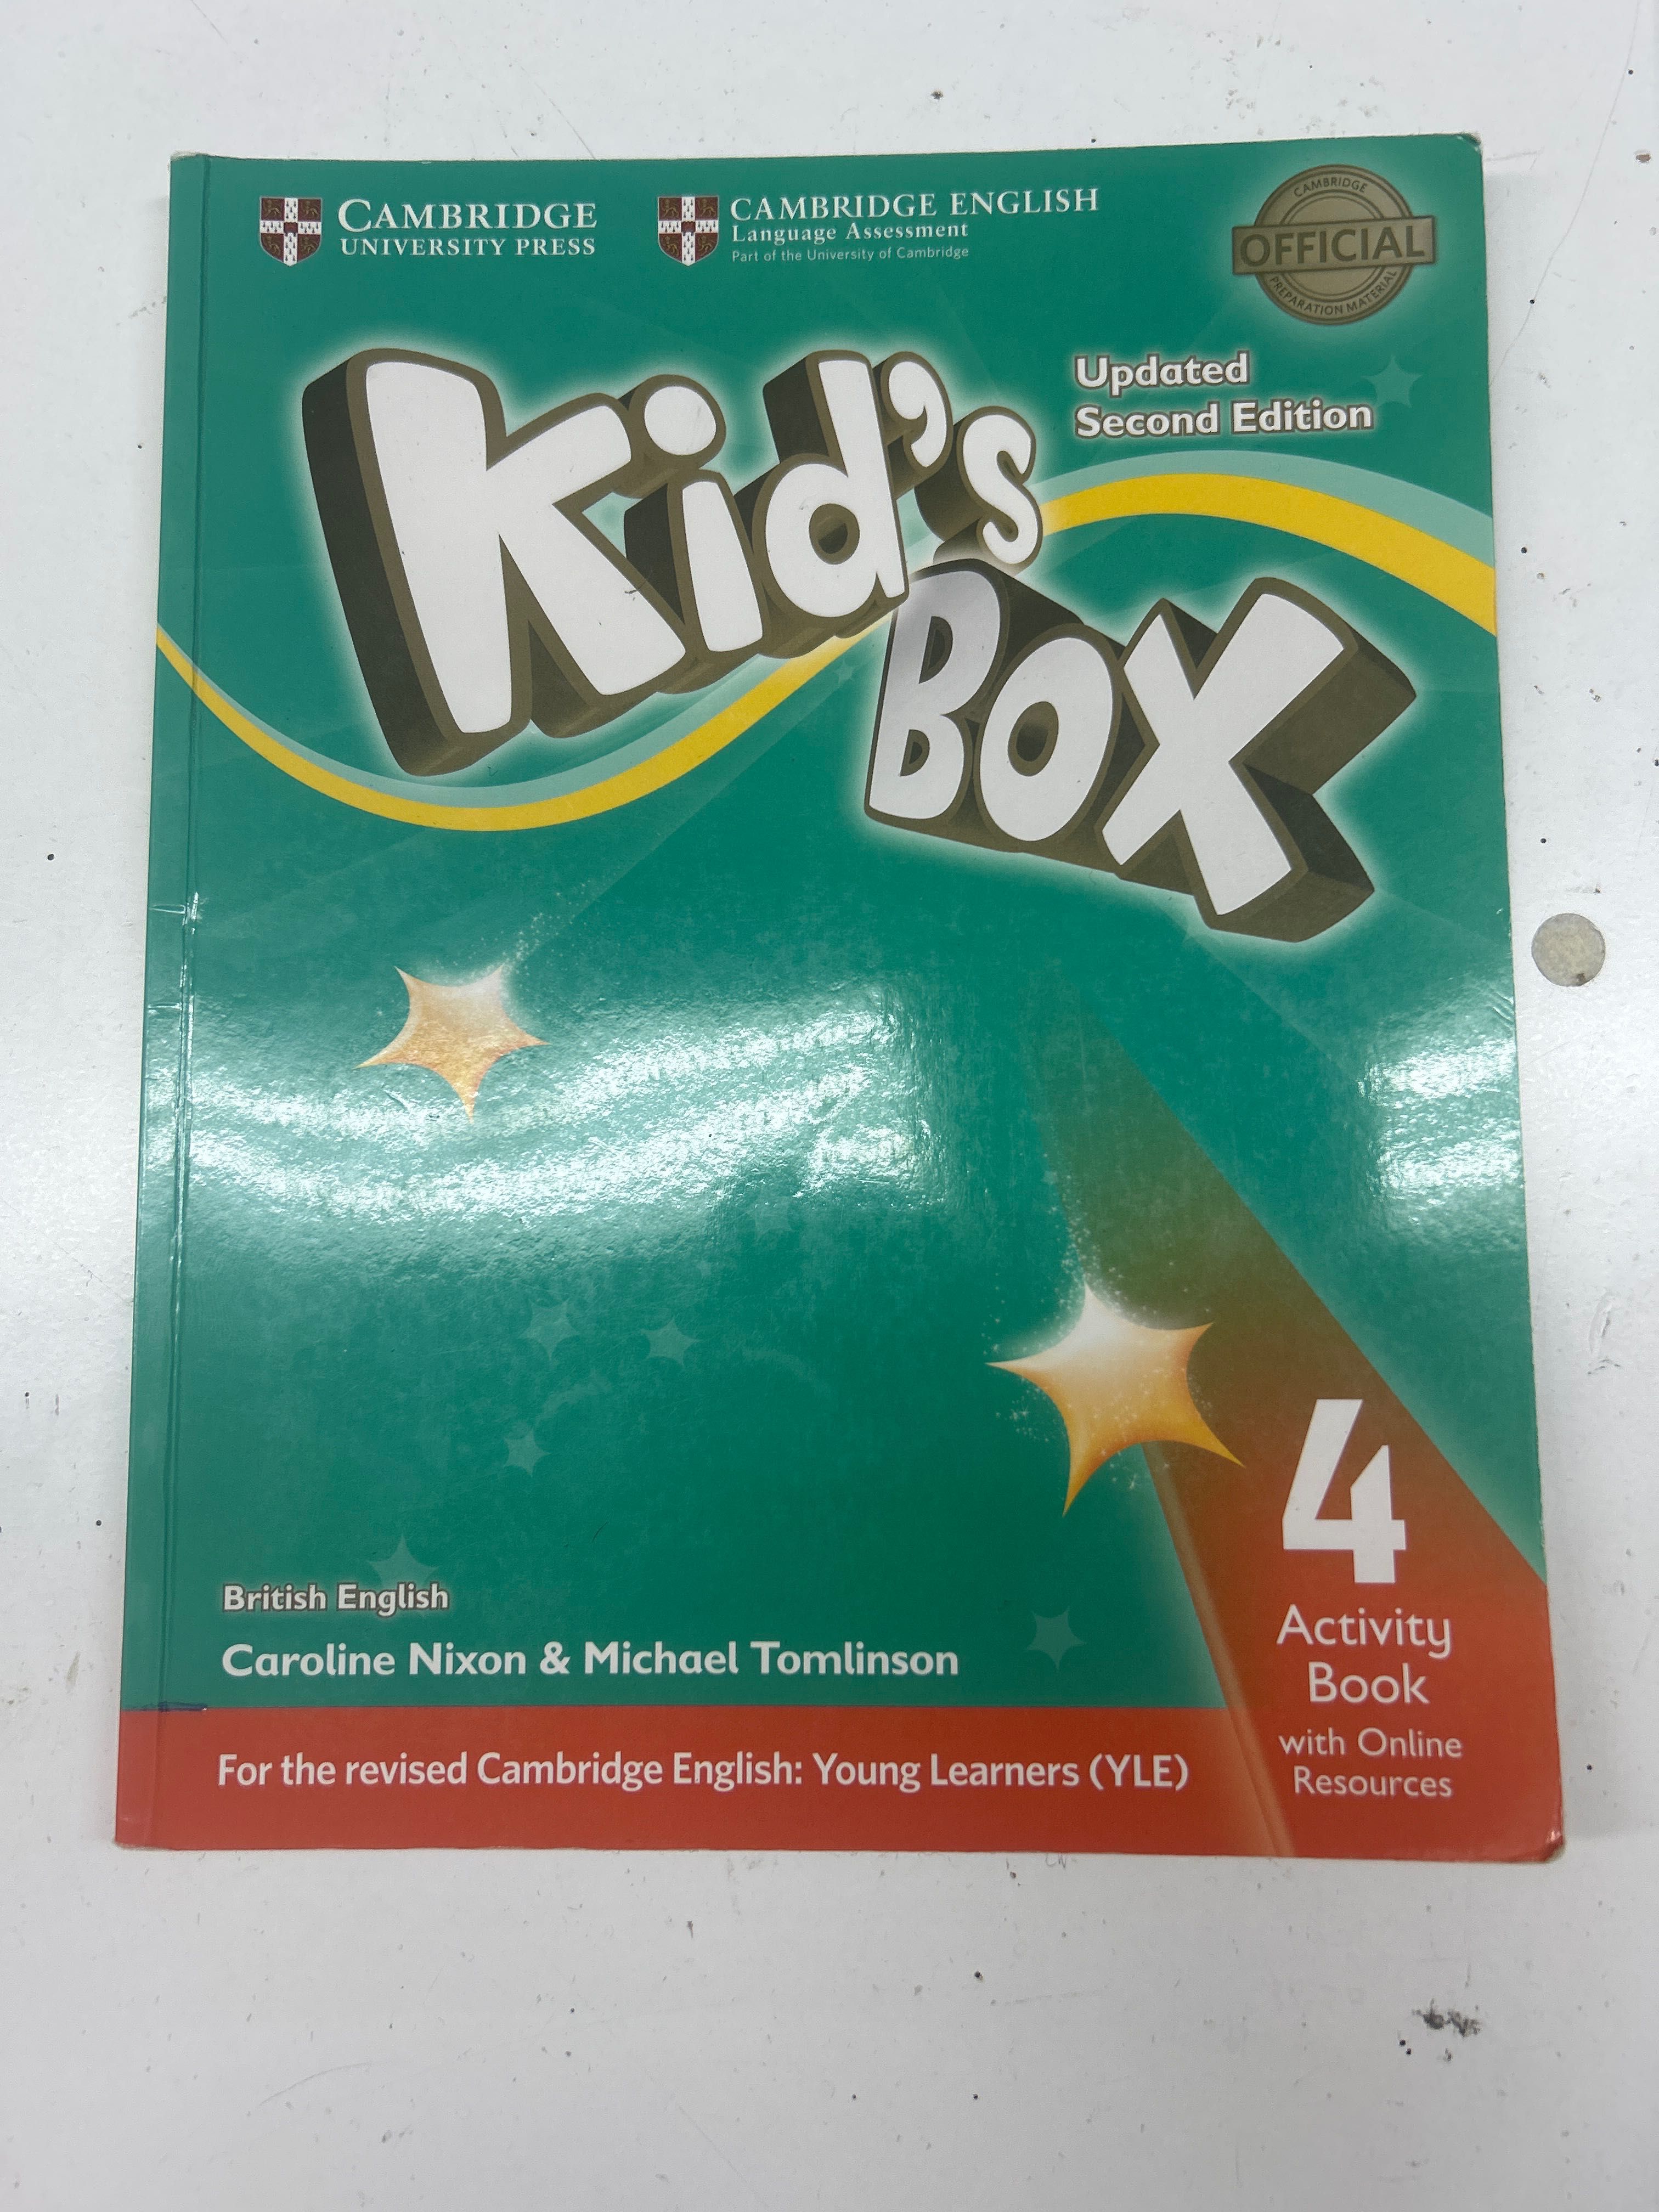 CAMBRIDGE
UNIVERSITY PRESS
CAMBRIDGE ENGLISH
Language Assessment
Part of the University of Cambridge
CAMBRIDGE
OFFICIAL
PREPARATION MATERIAL
Updated
Second Edition
Kid's
Box
4
Activity
Book
with Online
Resources
British English
Caroline Nixon & Michael Tomlinson
For the revised Cambridge English: Young Learners (YLE)